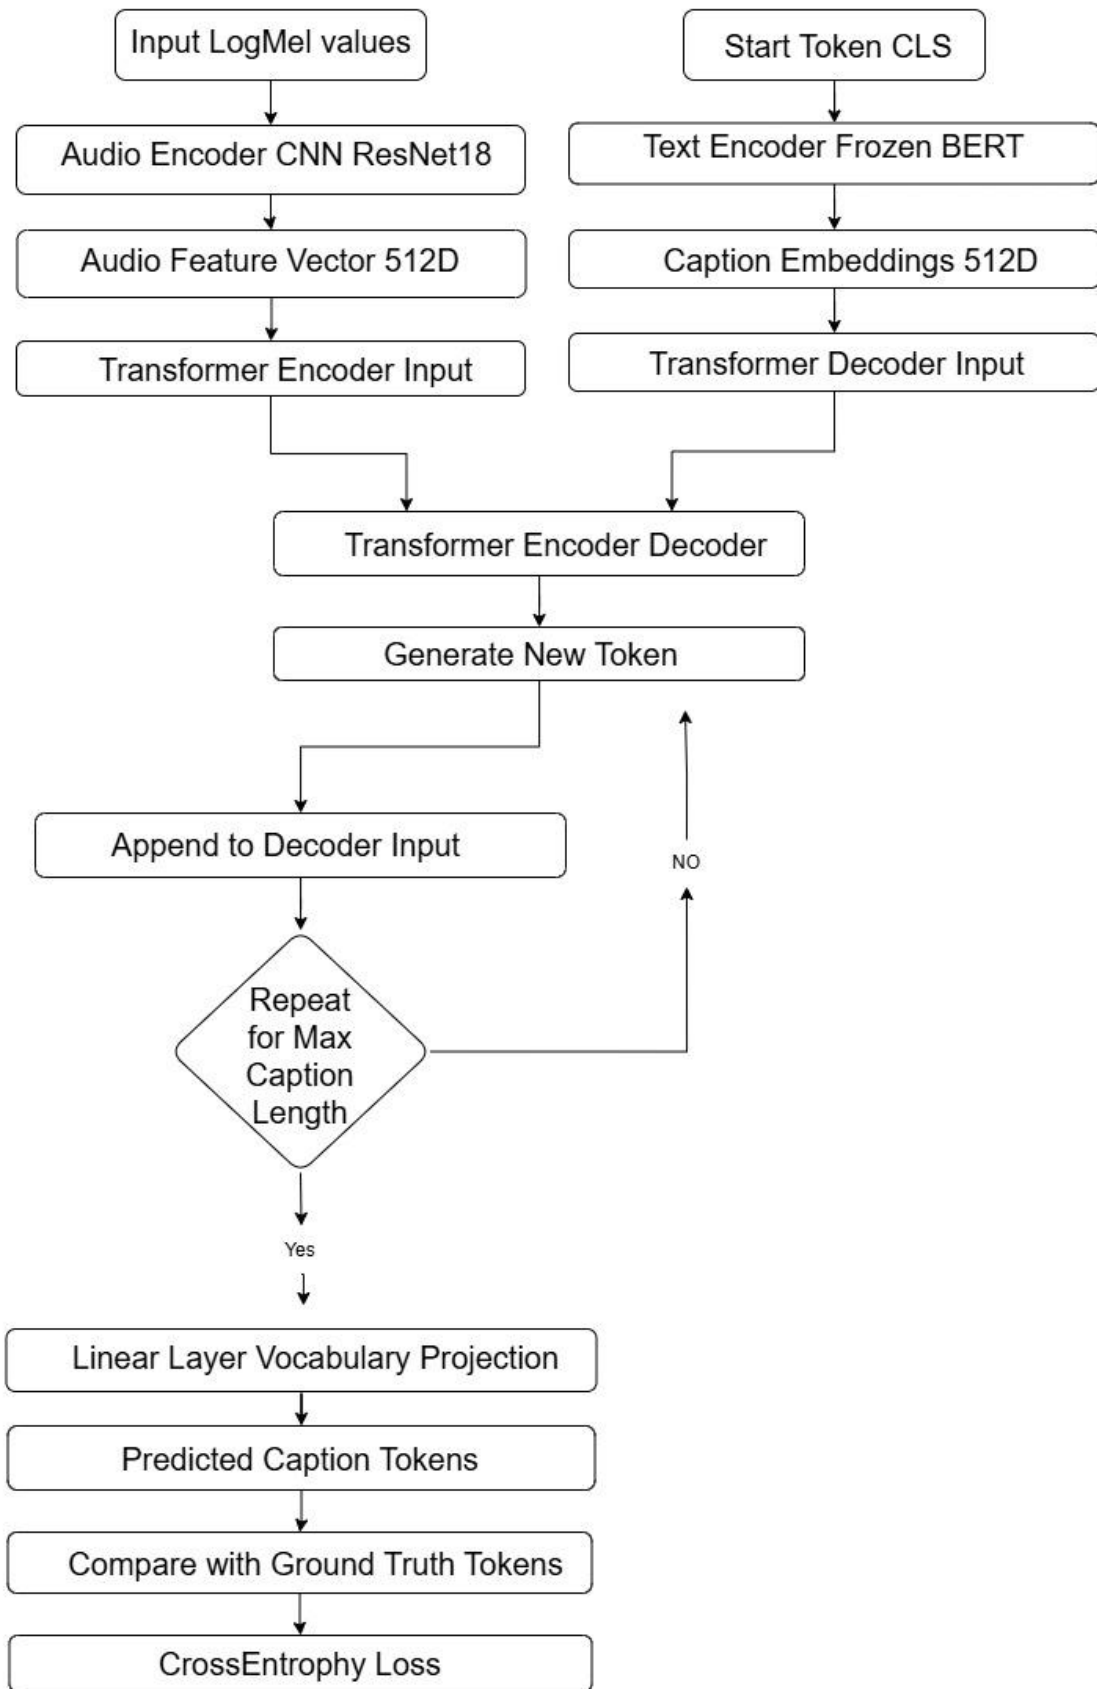 Input LogMel values
Start Token CLS
Audio Encoder CNN ResNet18
Text Encoder Frozen BERT
Audio Feature Vector 512D
Caption Embeddings 512D
Transformer Encoder Input
Transformer Decoder Input
Transformer Encoder Decoder
Generate New Token
Append to Decoder Input
NO
Repeat
for Max
Caption
Length
Yes
Linear Layer Vocabulary Projection
Predicted Caption Tokens
Compare with Ground Truth Tokens
CrossEntrophy Loss